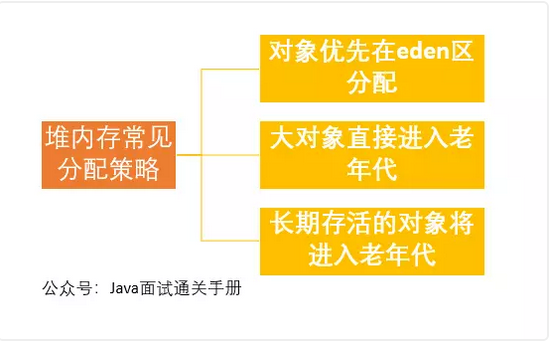 堆内存常见
分配策略
对象优先在eden区
分配
大对象直接进入老
年代
长期存活的对象将
进入老年代
公众号：Java面试通关手册